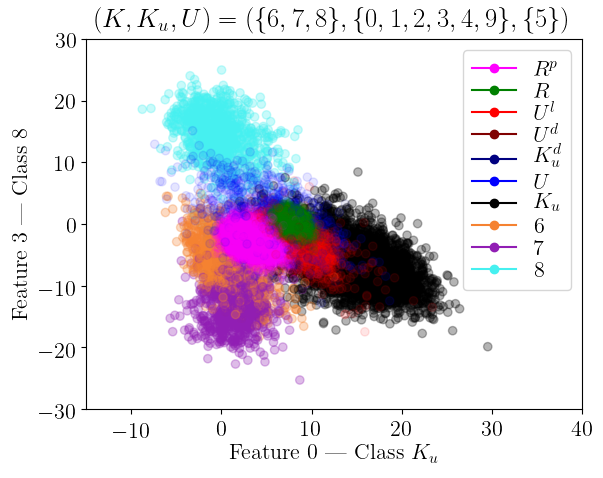 (K, K_u, U) = ({6, 7, 8}, {0, 1, 2, 3, 4, 9}, {5})
30
20
10
0
−10
−20
−30
Feature 3 — Class 8
R^p
R
U^l
U^d
K_u^d
U
K_u
6
7
8
−10
0
10
20
30
40
Feature 0 — Class K_u